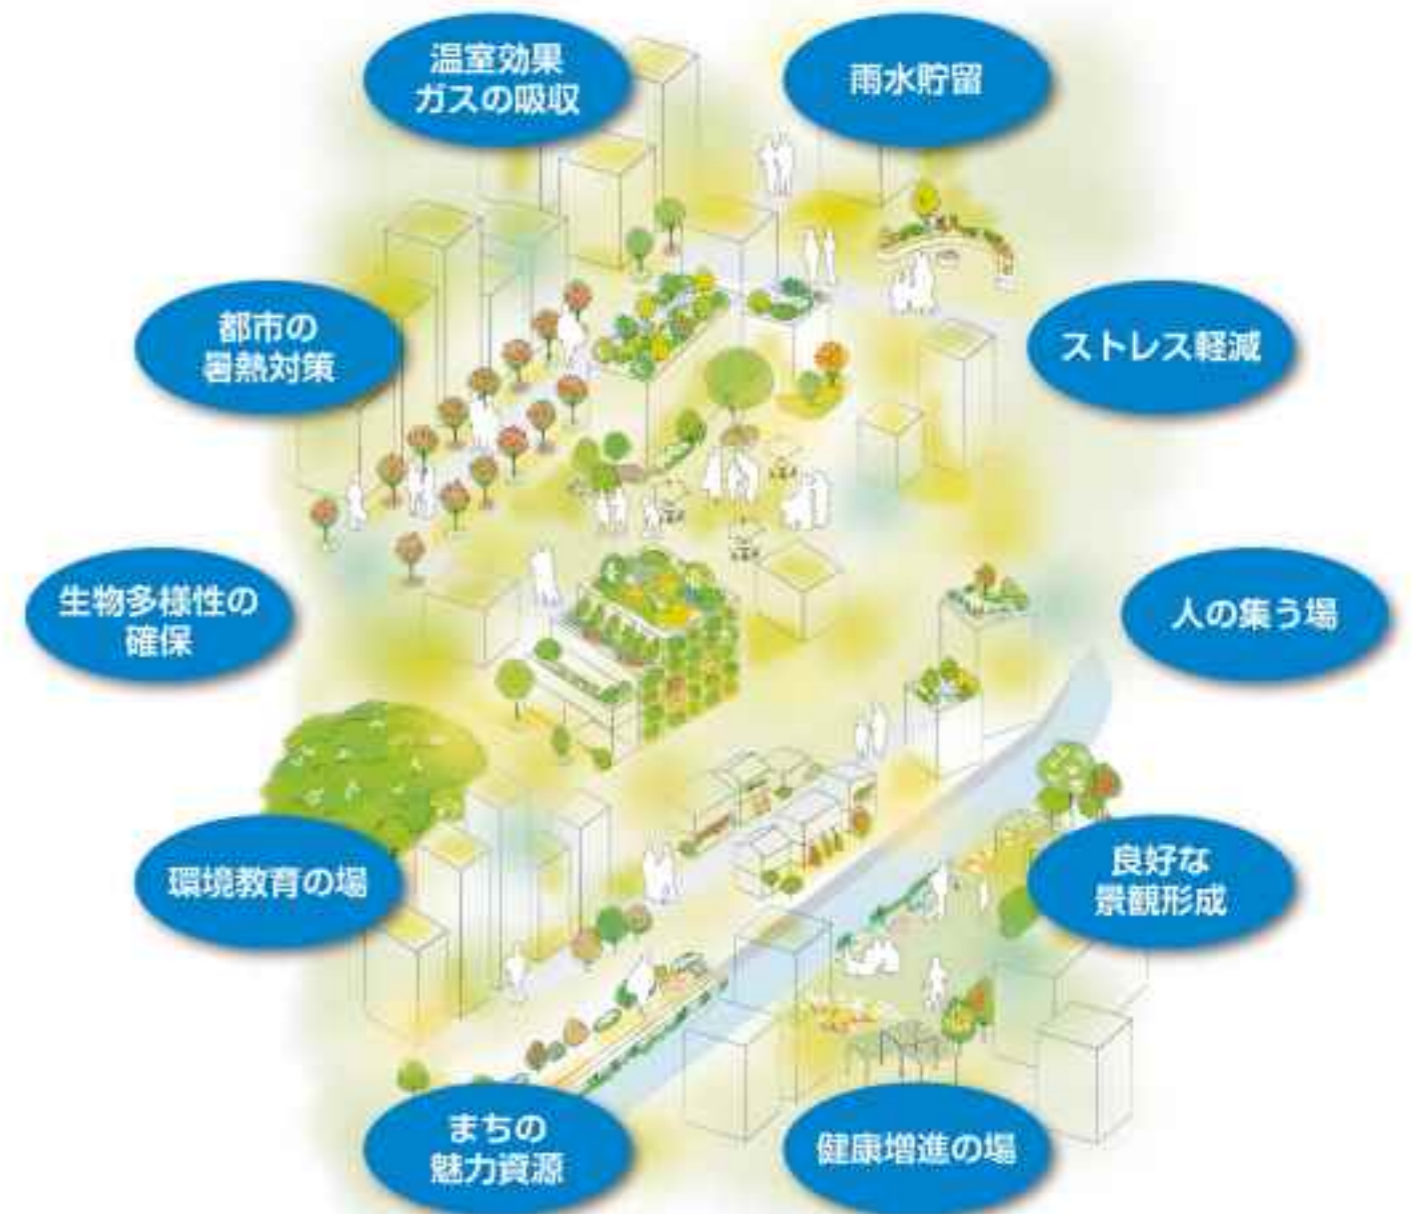 温室効果
ガスの吸収
雨水貯留
都市の
暑熱対策
ストレス軽減
生物多様性の
確保
人の集う場
環境教育の場
良好な
景観形成
まちの
魅力資源
健康増進の場